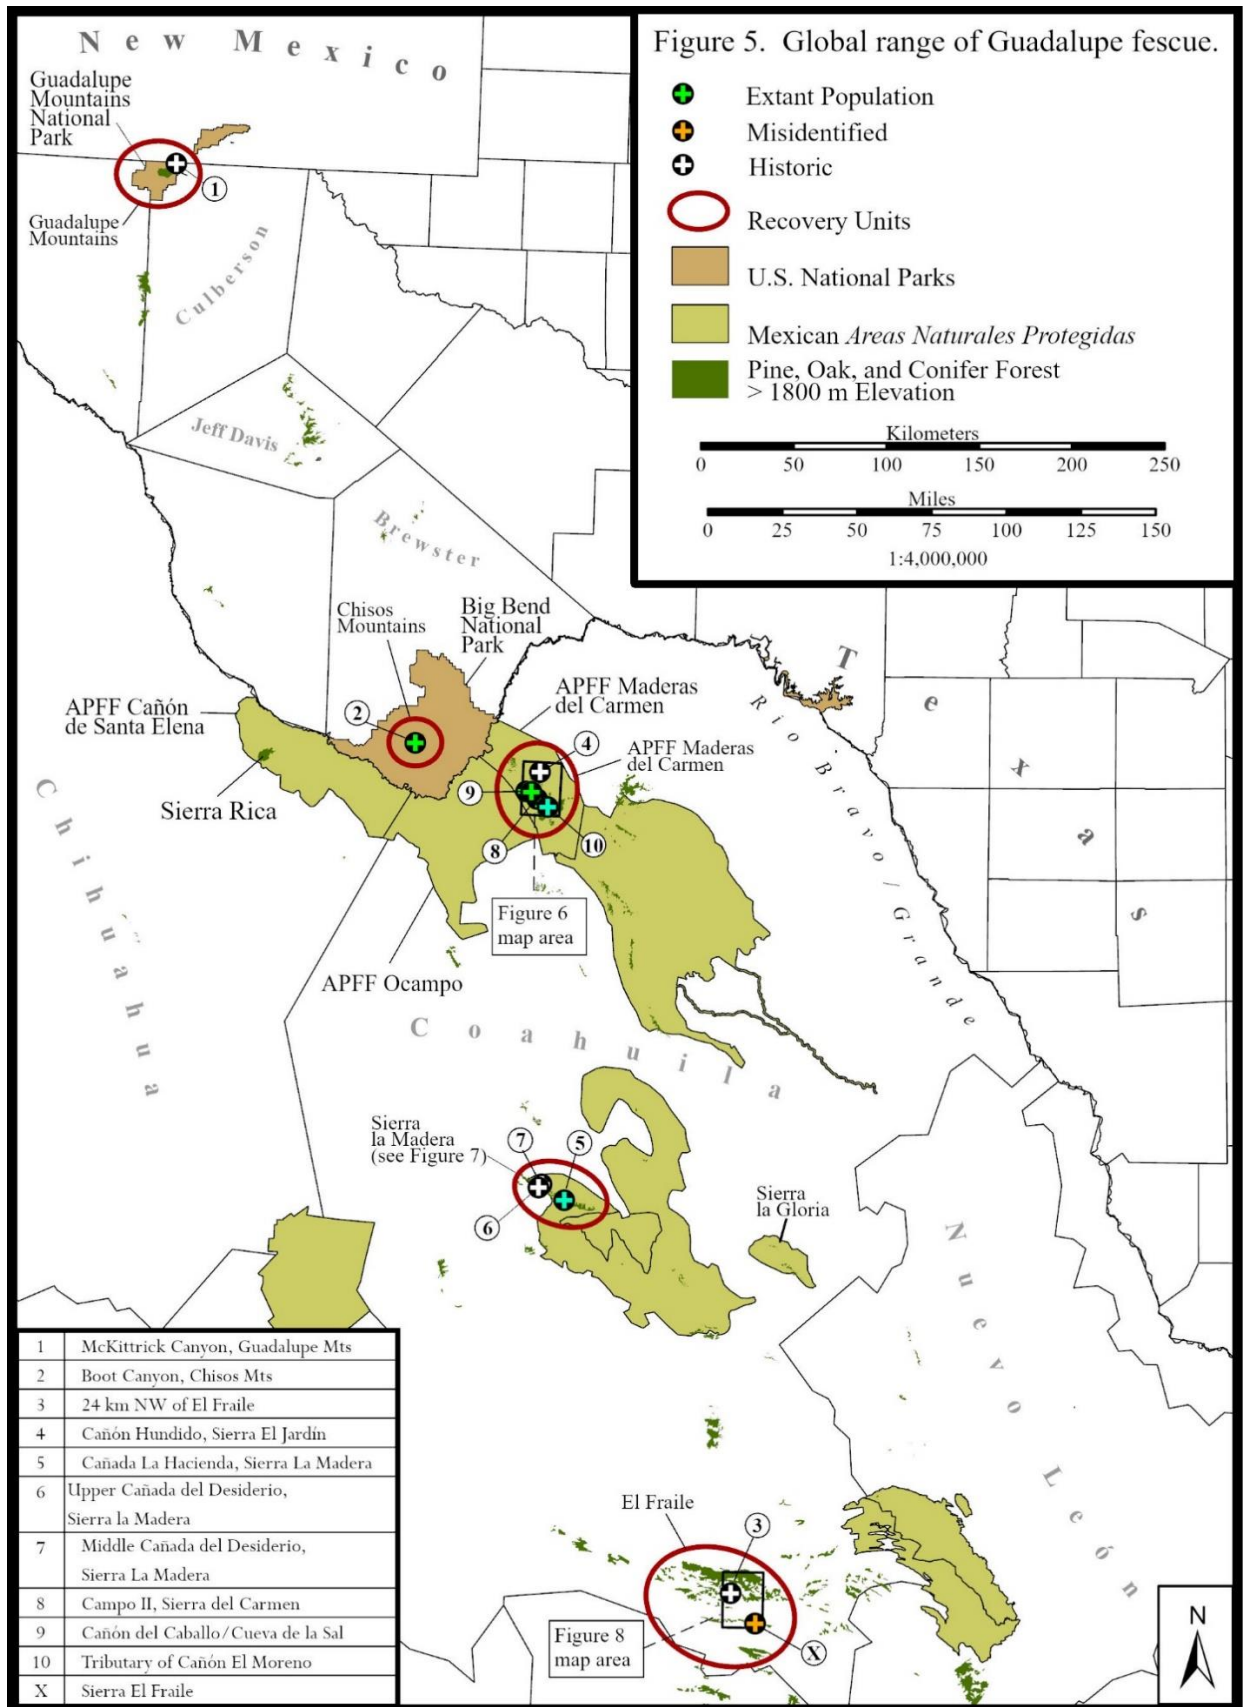 Figure 5. Global range of Guadalupe fescue.
Extant Population
Misidentified
Historic
Recovery Units
U.S. National Parks
Mexican Areas Naturales Protegidas
Pine, Oak, and Conifer Forest
> 1800 m Elevation
Kilometers
0 50 100 150 200 250
Miles
0 25 50 75 100 125 150
1:4,000,000
New Mexico
Guadalupe
Mountains
National
Park
1
Guadalupe
Mountains
Culberson
Jeff Davis
Brewster
Chisos
Mountains
Big Bend
National
Park
2
APFF Cañón
de Santa Elena
Sierra Rica
APFF Maderas
del Carmen
4
APFF Maderas
del Carmen
9
8
10
Figure 6
map area
APFF Ocampo
Texas
Rio Bravo/Grande
Chihuahua
Coahuila
Sierra
la Madera
(see Figure 7)
7
5
6
Sierra
la Gloria
Nuevo León
El Fraile
3
Figure 8
map area
X
N
1 McKittrick Canyon, Guadalupe Mts
2 Boot Canyon, Chisos Mts
3 24 km NW of El Fraile
4 Cañón Hundido, Sierra El Jardín
5 Cañada La Hacienda, Sierra La Madera
6 Upper Cañada del Desiderio,
Sierra la Madera
7 Middle Cañada del Desiderio,
Sierra La Madera
8 Campo II, Sierra del Carmen
9 Cañón del Caballo/Cueva de la Sal
10 Tributary of Cañón El Moreno
X Sierra El Fraile